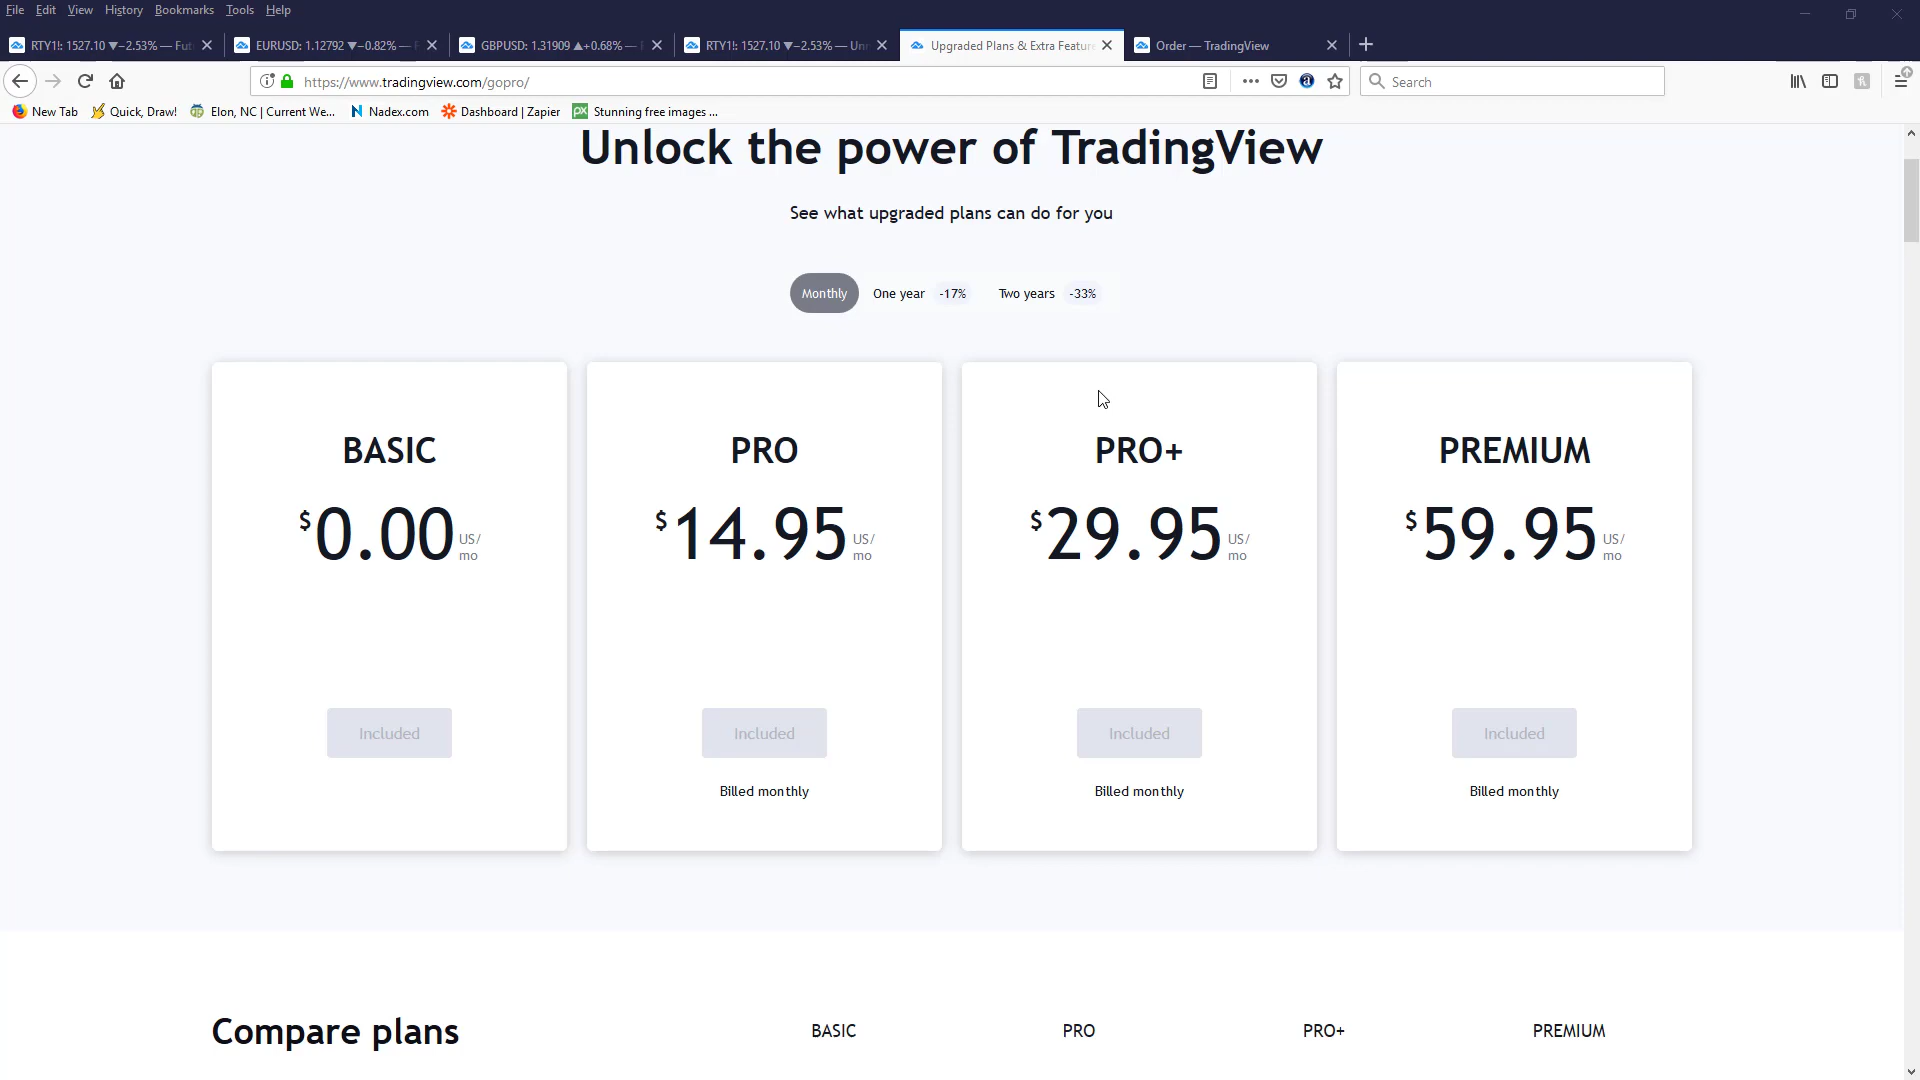 File Edit View History Bookmarks Tools Help
RTY1!: 1527.10 ▼−2.53% — Fut
EURUSD: 1.12792 ▼−0.82% —
GBPUSD: 1.31909 ▲+0.68% —
RTY1!: 1527.10 ▼−2.53% — Un
Upgraded Plans & Extra Featur
Order — TradingView
https://www.tradingview.com/gopro/
Search
New Tab
Quick, Draw!
Elon, NC | Current We...
Nadex.com
Dashboard | Zapier
Stunning free images ...
Unlock the power of TradingView
See what upgraded plans can do for you
Monthly One year -17% Two years -33%
BASIC
$0.00 US/
mo
Included
PRO
$14.95 US/
mo
Included
Billed monthly
PRO+
$29.95 US/
mo
Included
Billed monthly
PREMIUM
$59.95 US/
mo
Included
Billed monthly
Compare plans BASIC PRO PRO+ PREMIUM